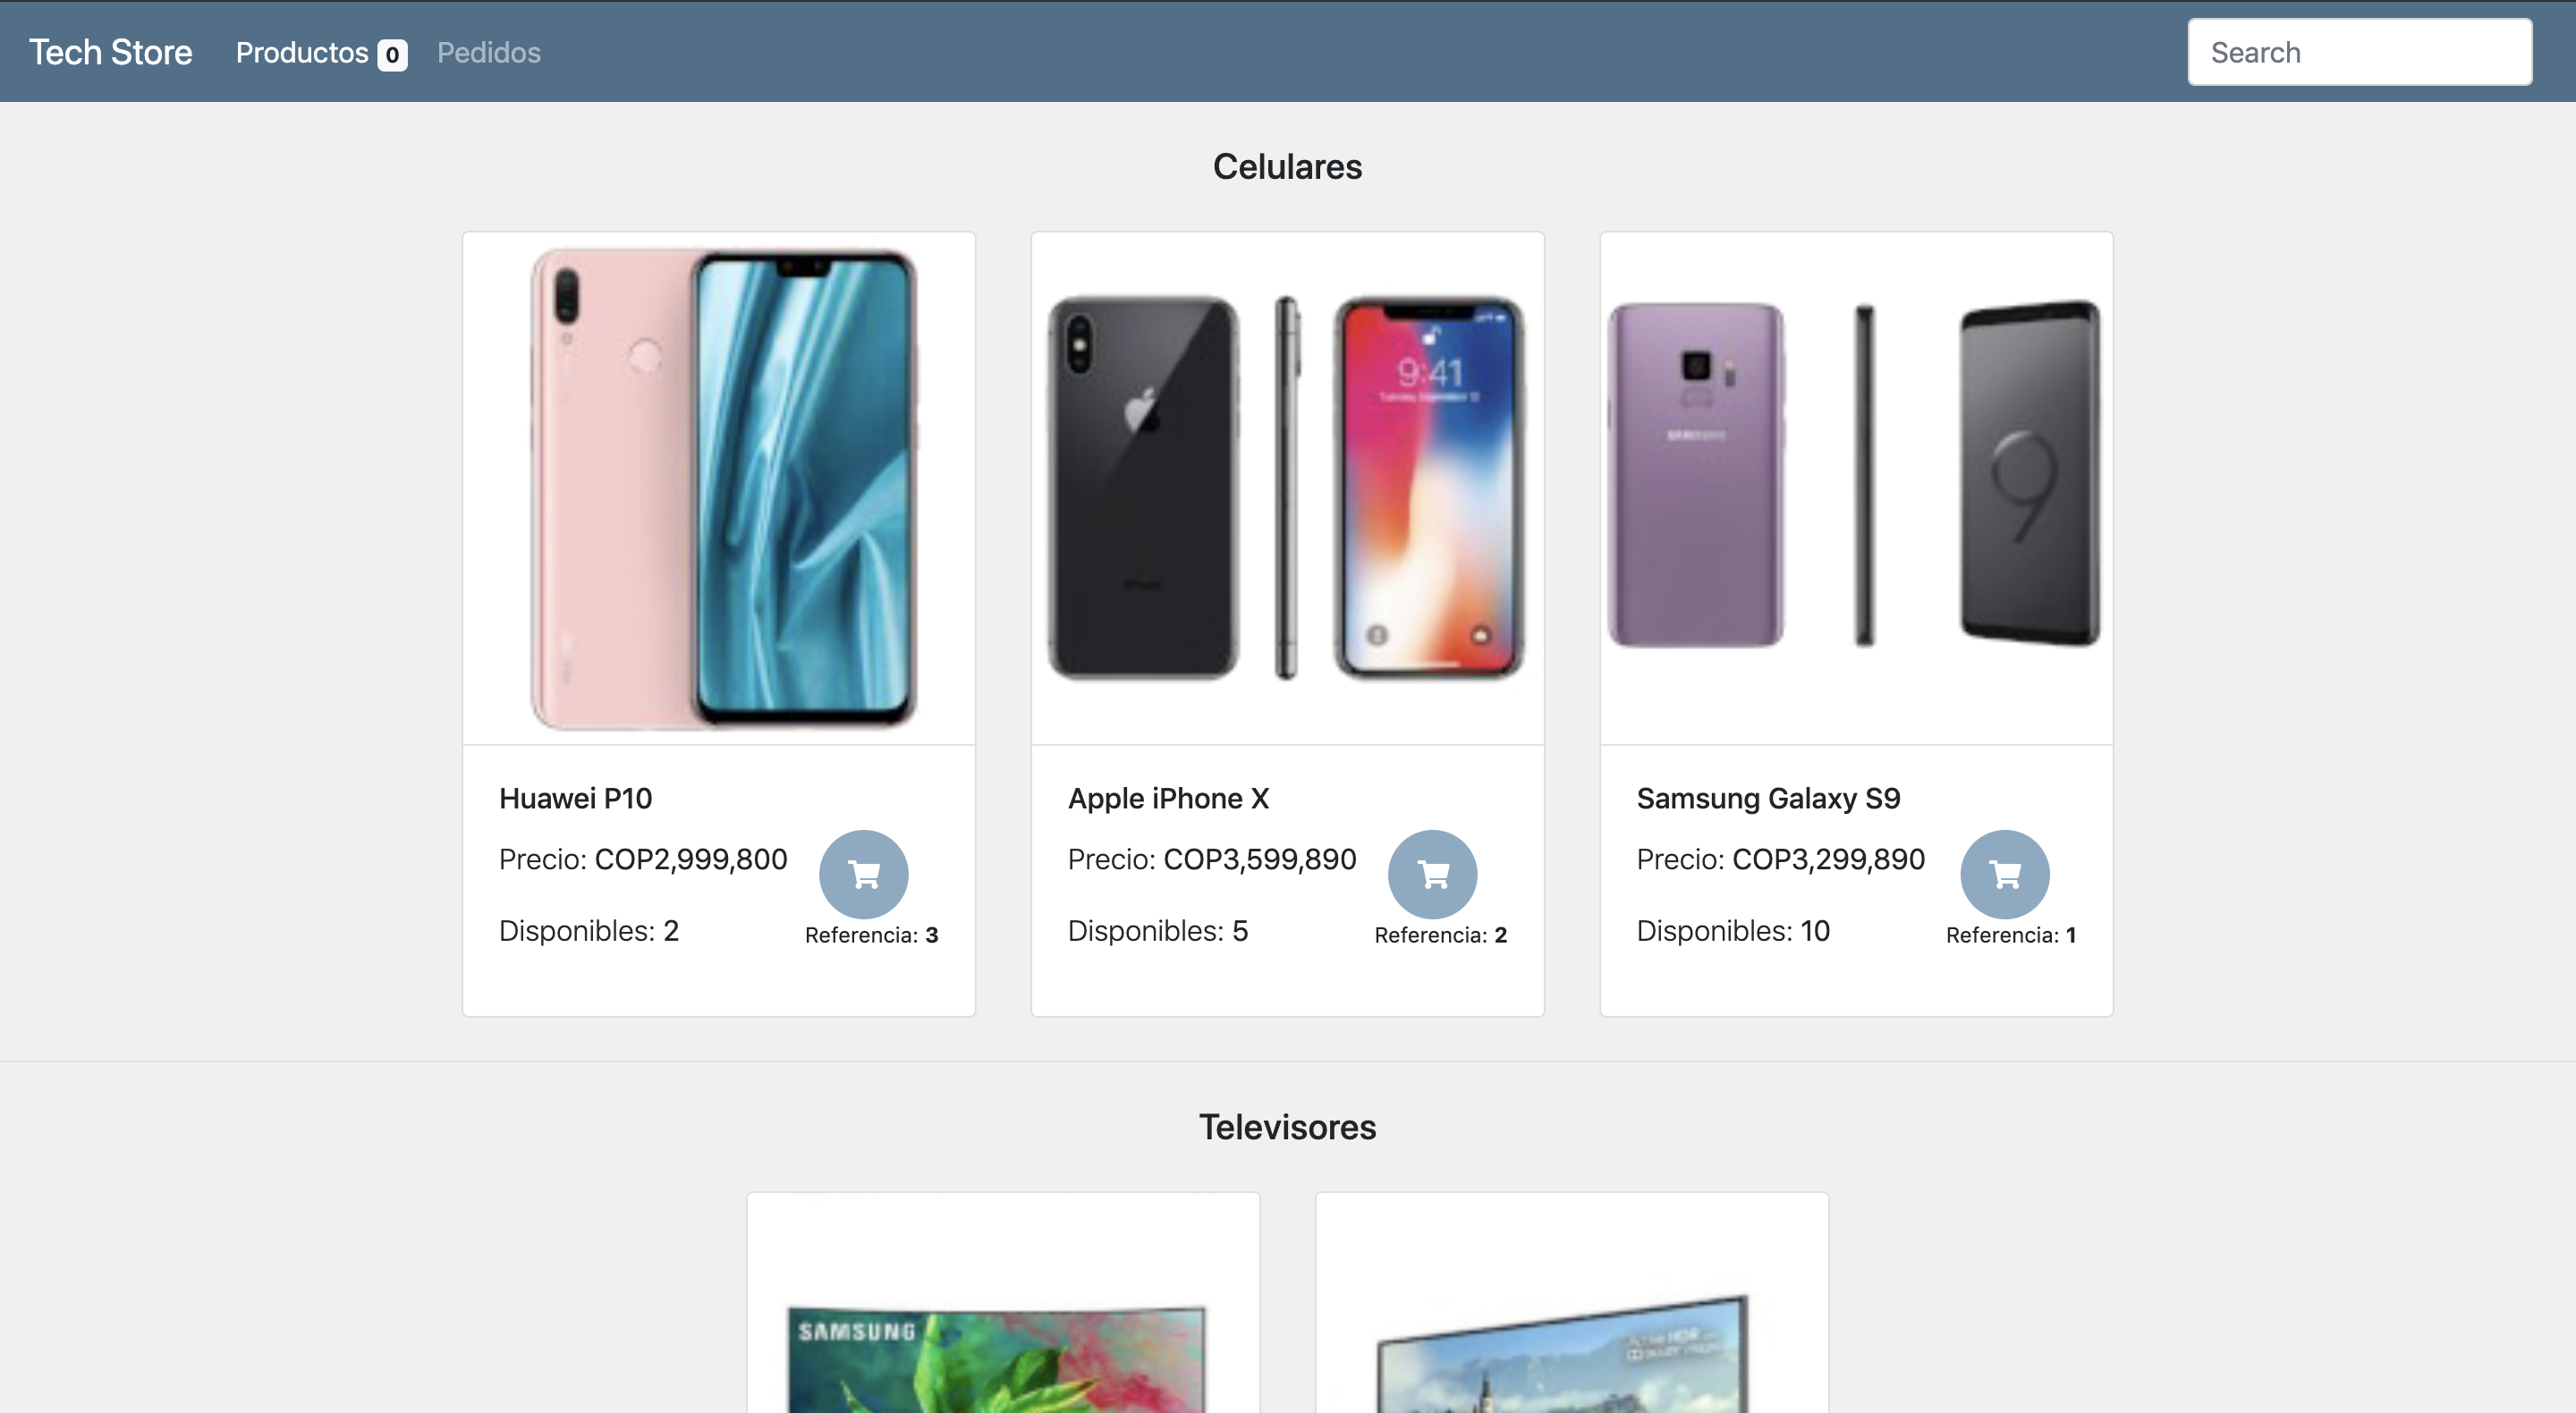 Tech Store
Productos 0
Pedidos
Search
Celulares
9:41
SAMSUNG
9
Huawei P10
Precio: COP2,999,800
Disponibles: 2
Referencia: 3
Apple iPhone X
Precio: COP3,599,890
Disponibles: 5
Referencia: 2
Samsung Galaxy S9
Precio: COP3,299,890
Disponibles: 10
Referencia: 1
Televisores
SAMSUNG